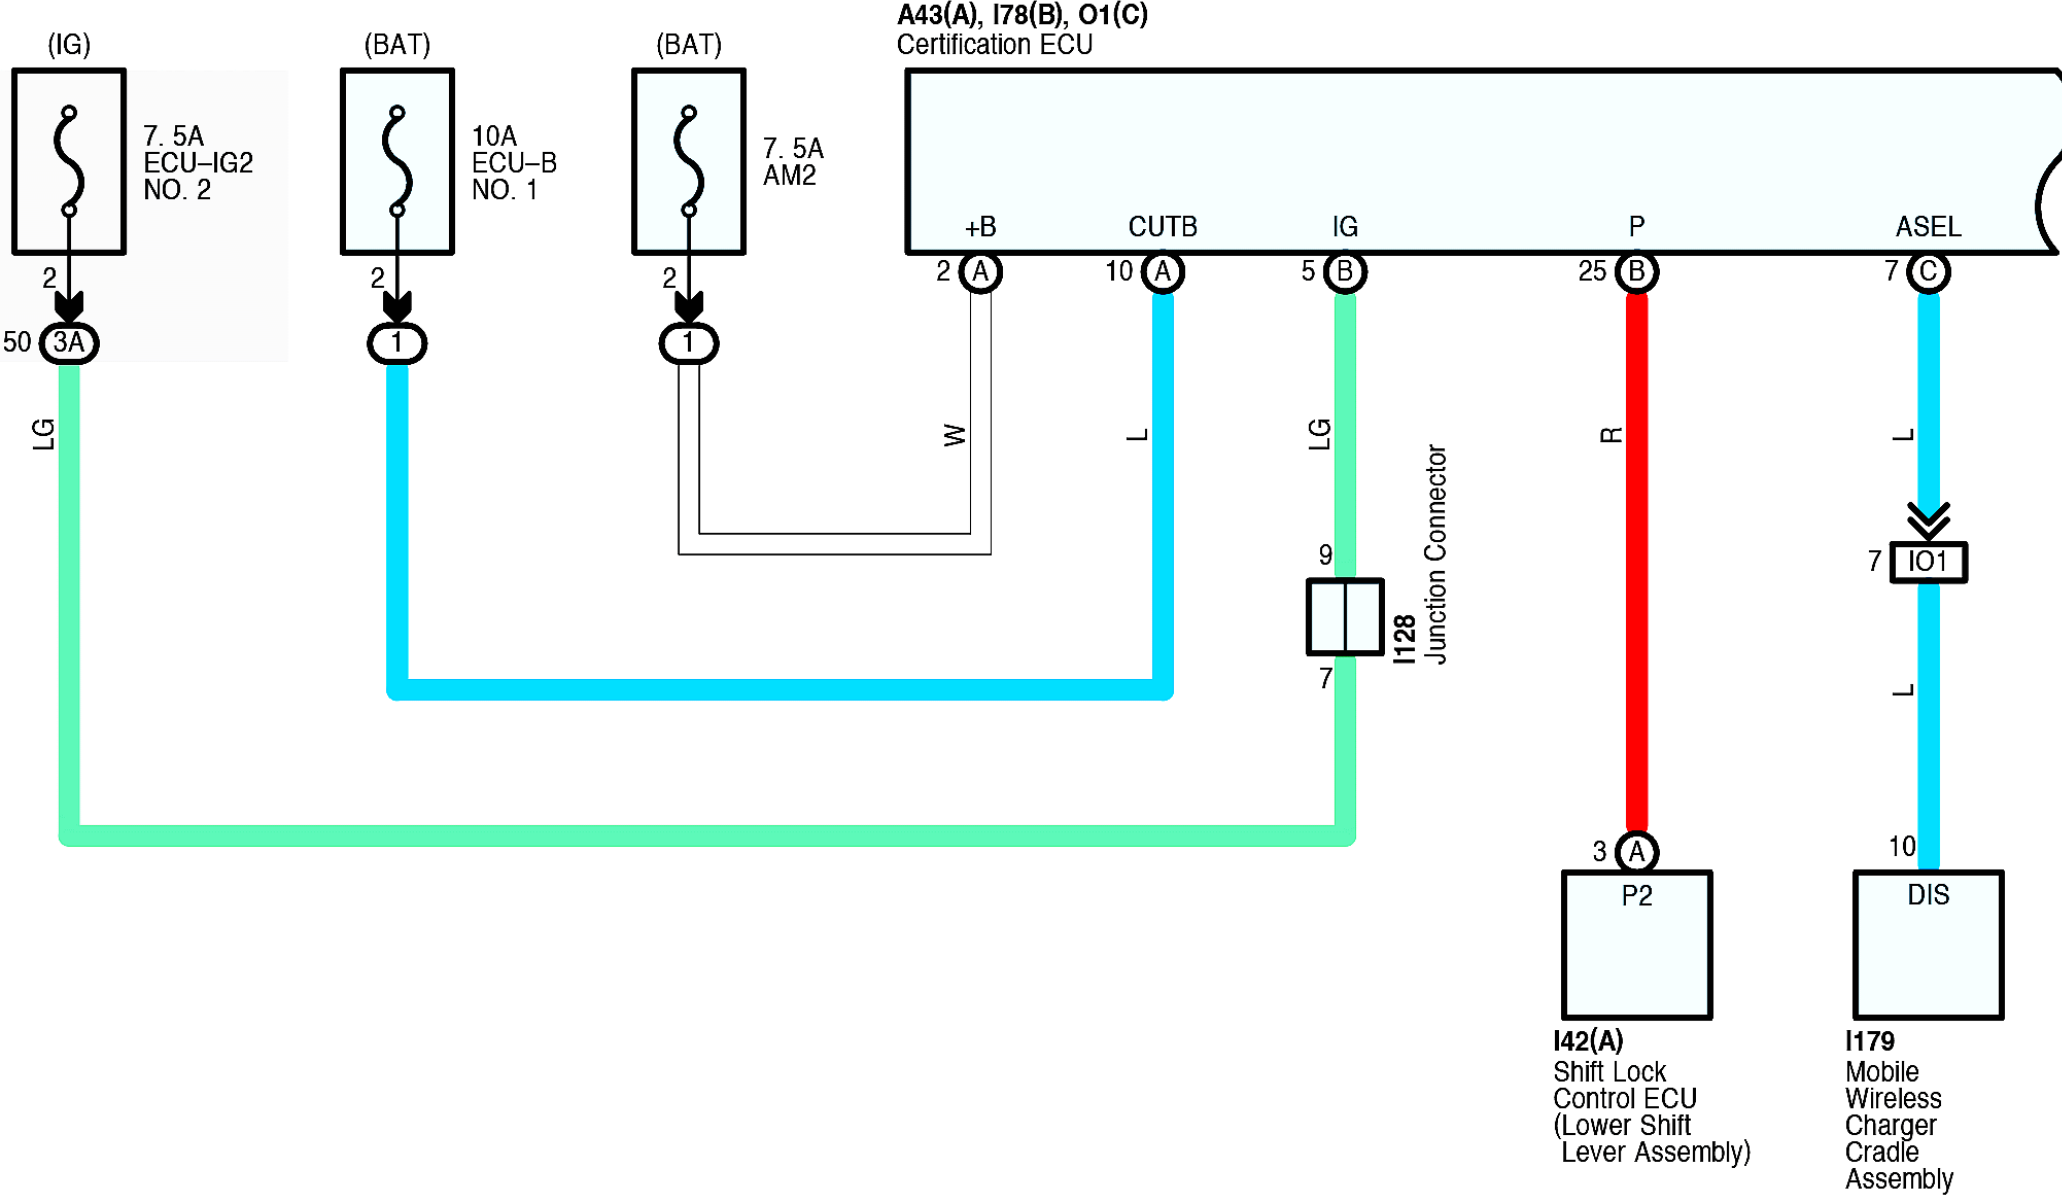 A43(A), I78(B), O1(C)
Certification ECU
(IG)
(BAT)
(BAT)
7. 5A
ECU–IG2
NO. 2
10A
ECU–B
NO. 1
7. 5A
AM2
+B
CUTB
IG
P
ASEL
2
2
2
2 A
10 A
5 B
25 B
7 C
50 3A
1
1
LG
W
L
LG
R
L
9
I128
Junction Connector
7
7 IO1
L
3 A
10
P2
DIS
I42(A)
Shift Lock
Control ECU
(Lower Shift
Lever Assembly)
I179
Mobile
Wireless
Charger
Cradle
Assembly